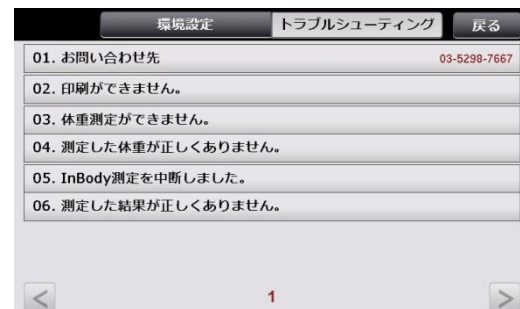 環境設定 トラブルシューティング 戻る
01. お問い合わせ先 03-5298-7667
02. 印刷ができません。
03. 体重測定ができません。
04. 測定した体重が正しくありません。
05. InBody測定を中断しました。
06. 測定した結果が正しくありません。
< 1 >